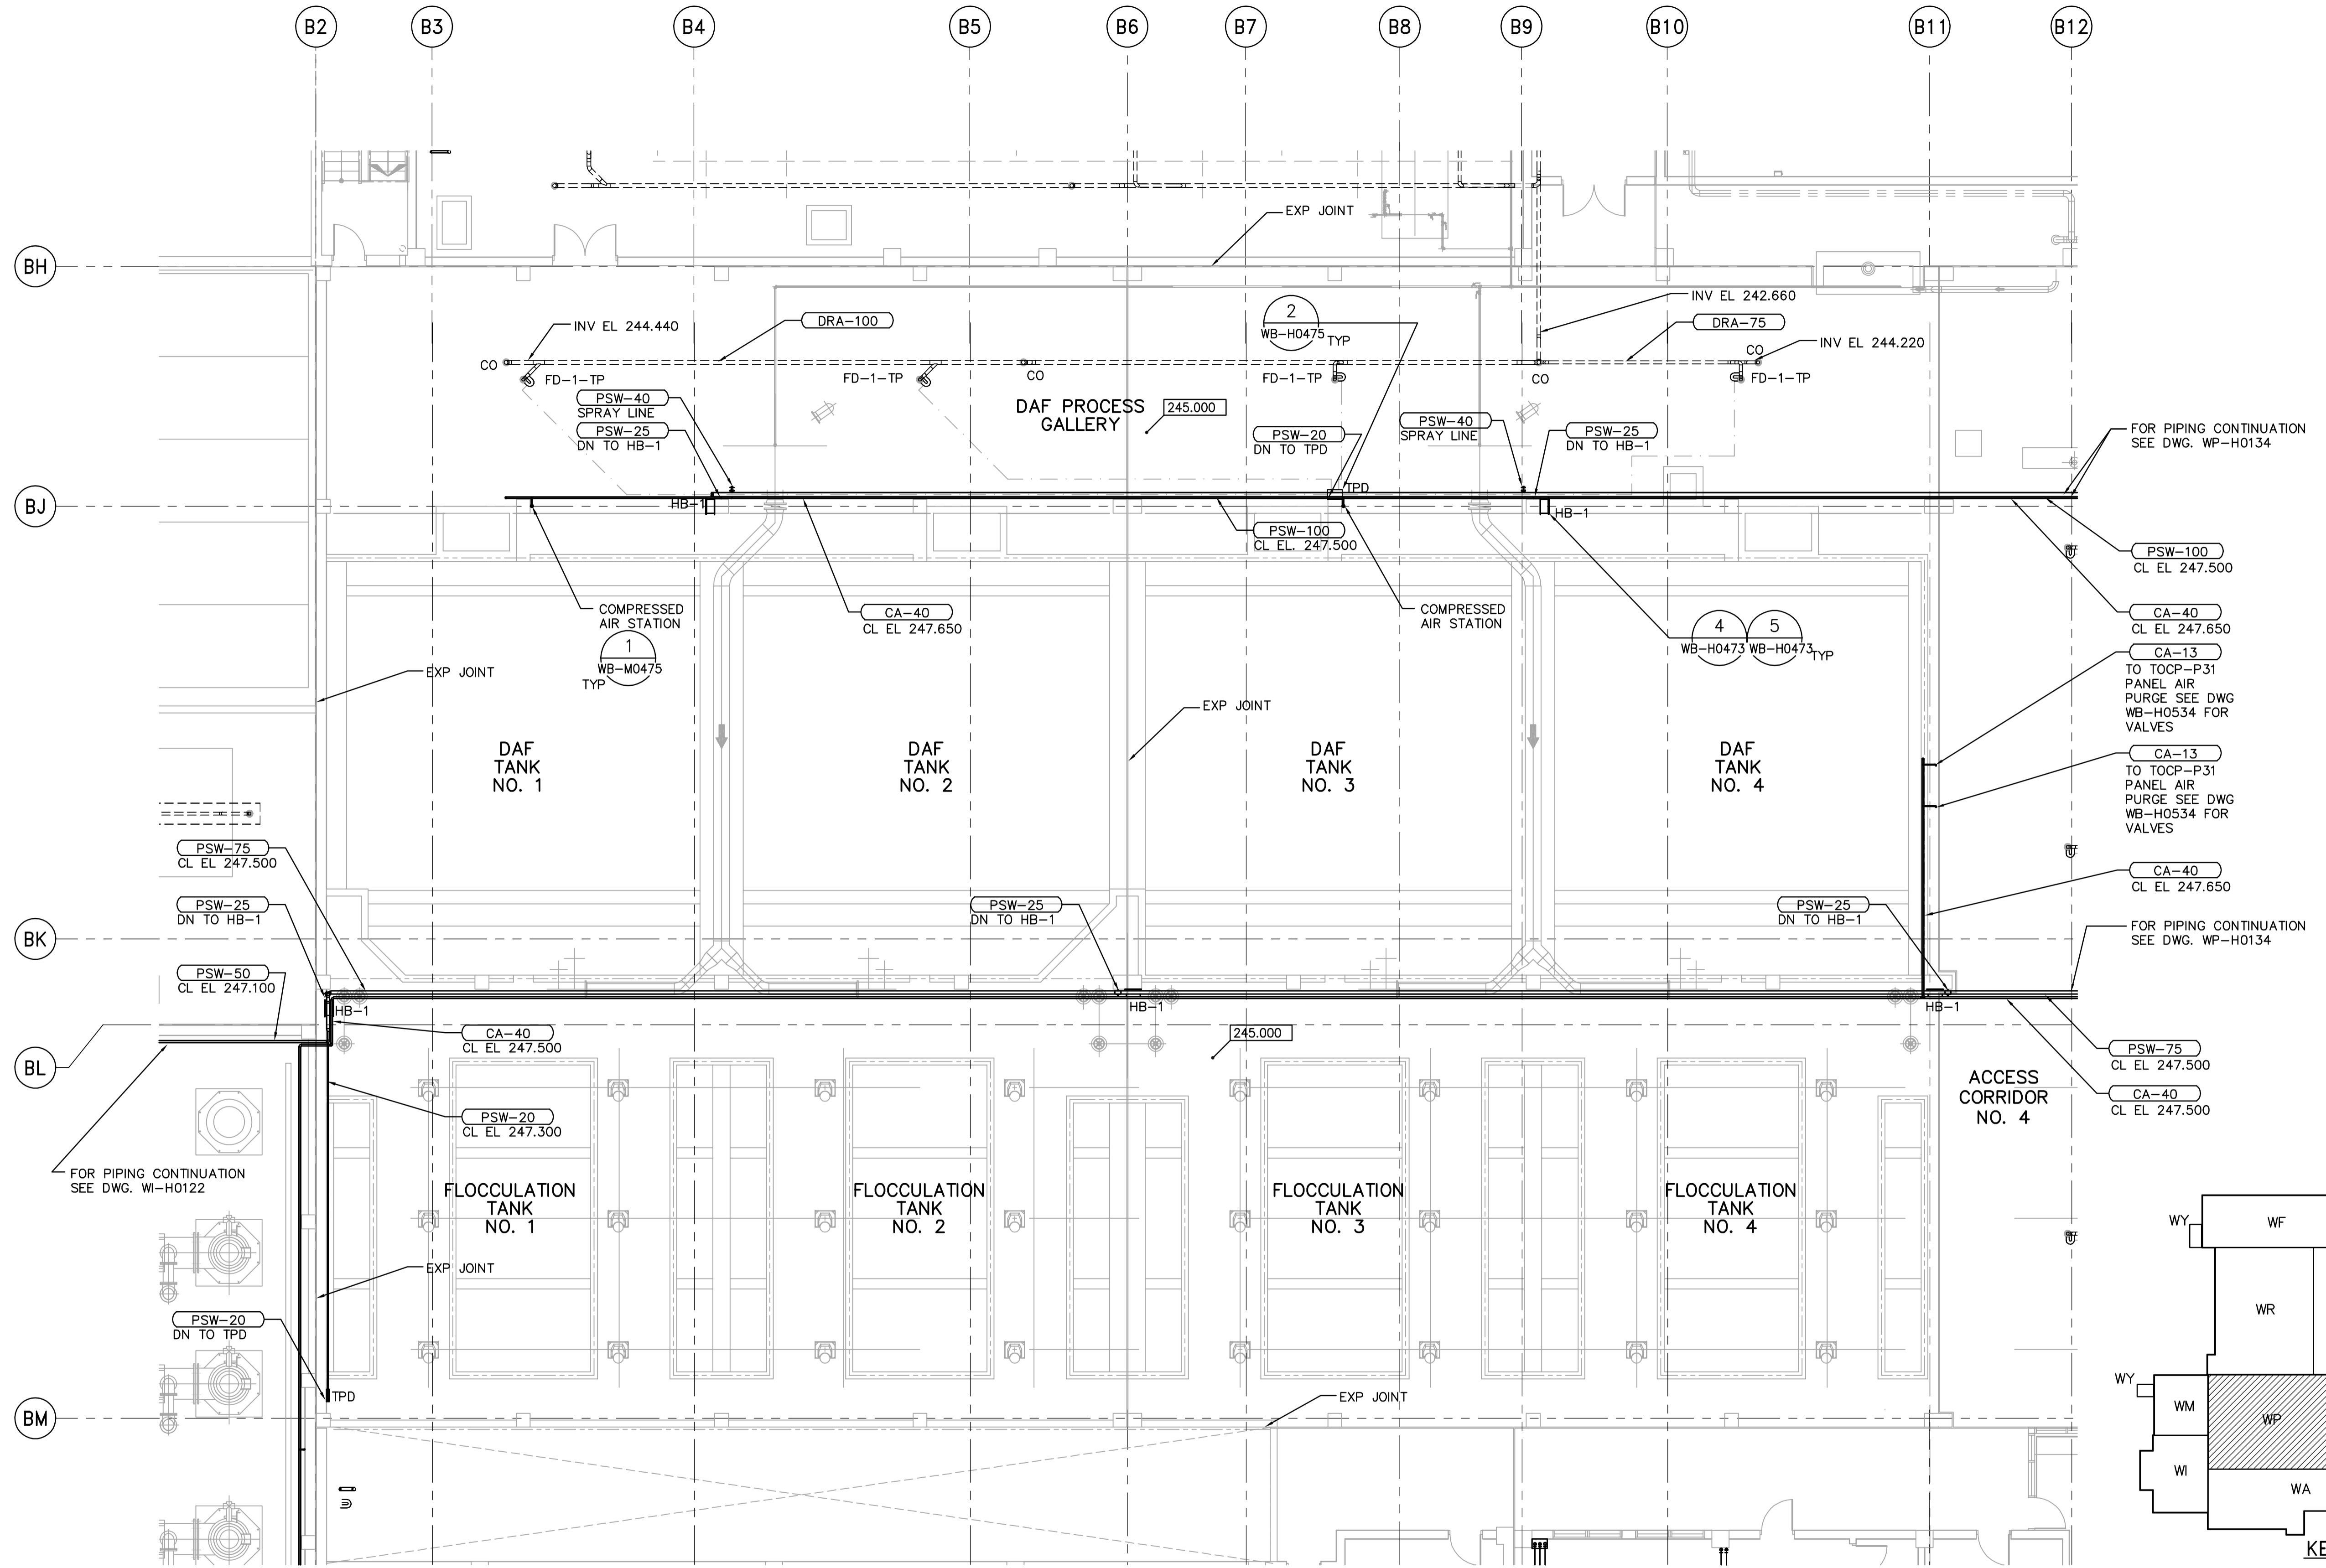 B2
B3
B4
B5
B6
B7
B8
B9
B10
B11
B12
BH
EXP JOINT
INV EL 244.440
DRA-100
2
WB-H0475 TYP
INV EL 242.660
DRA-75
INV EL 244.220
CO
FD-1-TP
FD-1-TP
CO
FD-1-TP
CO
CO
FD-1-TP
PSW-40
SPRAY LINE
PSW-25
DN TO HB-1
DAF PROCESS
GALLERY
245.000
PSW-20
DN TO TPD
PSW-40
SPRAY LINE
PSW-25
DN TO HB-1
FOR PIPING CONTINUATION
SEE DWG. WP-H0134
BJ
HB-1
TPD
HB-1
PSW-100
CL EL. 247.500
PSW-100
CL EL 247.500
COMPRESSED
AIR STATION
1
WB-M0475
TYP
CA-40
CL EL 247.650
COMPRESSED
AIR STATION
4
WB-H0473
5
WB-H0473
TYP
CA-40
CL EL 247.650
CA-13
TO TOCP-P31
PANEL AIR
PURGE SEE DWG
WB-H0534 FOR
VALVES
EXP JOINT
EXP JOINT
DAF
TANK
NO. 1
DAF
TANK
NO. 2
DAF
TANK
NO. 3
DAF
TANK
NO. 4
CA-13
TO TOCP-P31
PANEL AIR
PURGE SEE DWG
WB-H0534 FOR
VALVES
PSW-75
CL EL 247.500
CA-40
CL EL 247.650
PSW-25
DN TO HB-1
PSW-25
DN TO HB-1
PSW-25
DN TO HB-1
FOR PIPING CONTINUATION
SEE DWG. WP-H0134
BK
PSW-50
CL EL 247.100
HB-1
HB-1
HB-1
CA-40
CL EL 247.500
245.000
BL
PSW-75
CL EL 247.500
ACCESS
CORRIDOR
NO. 4
CA-40
CL EL 247.500
PSW-20
CL EL 247.300
FOR PIPING CONTINUATION
SEE DWG. WI-H0122
FLOCCULATION
TANK
NO. 1
FLOCCULATION
TANK
NO. 2
FLOCCULATION
TANK
NO. 3
FLOCCULATION
TANK
NO. 4
EXP JOINT
PSW-20
DN TO TPD
TPD
EXP JOINT
BM
WY
WF
WR
WY
WM
WP
WI
WA